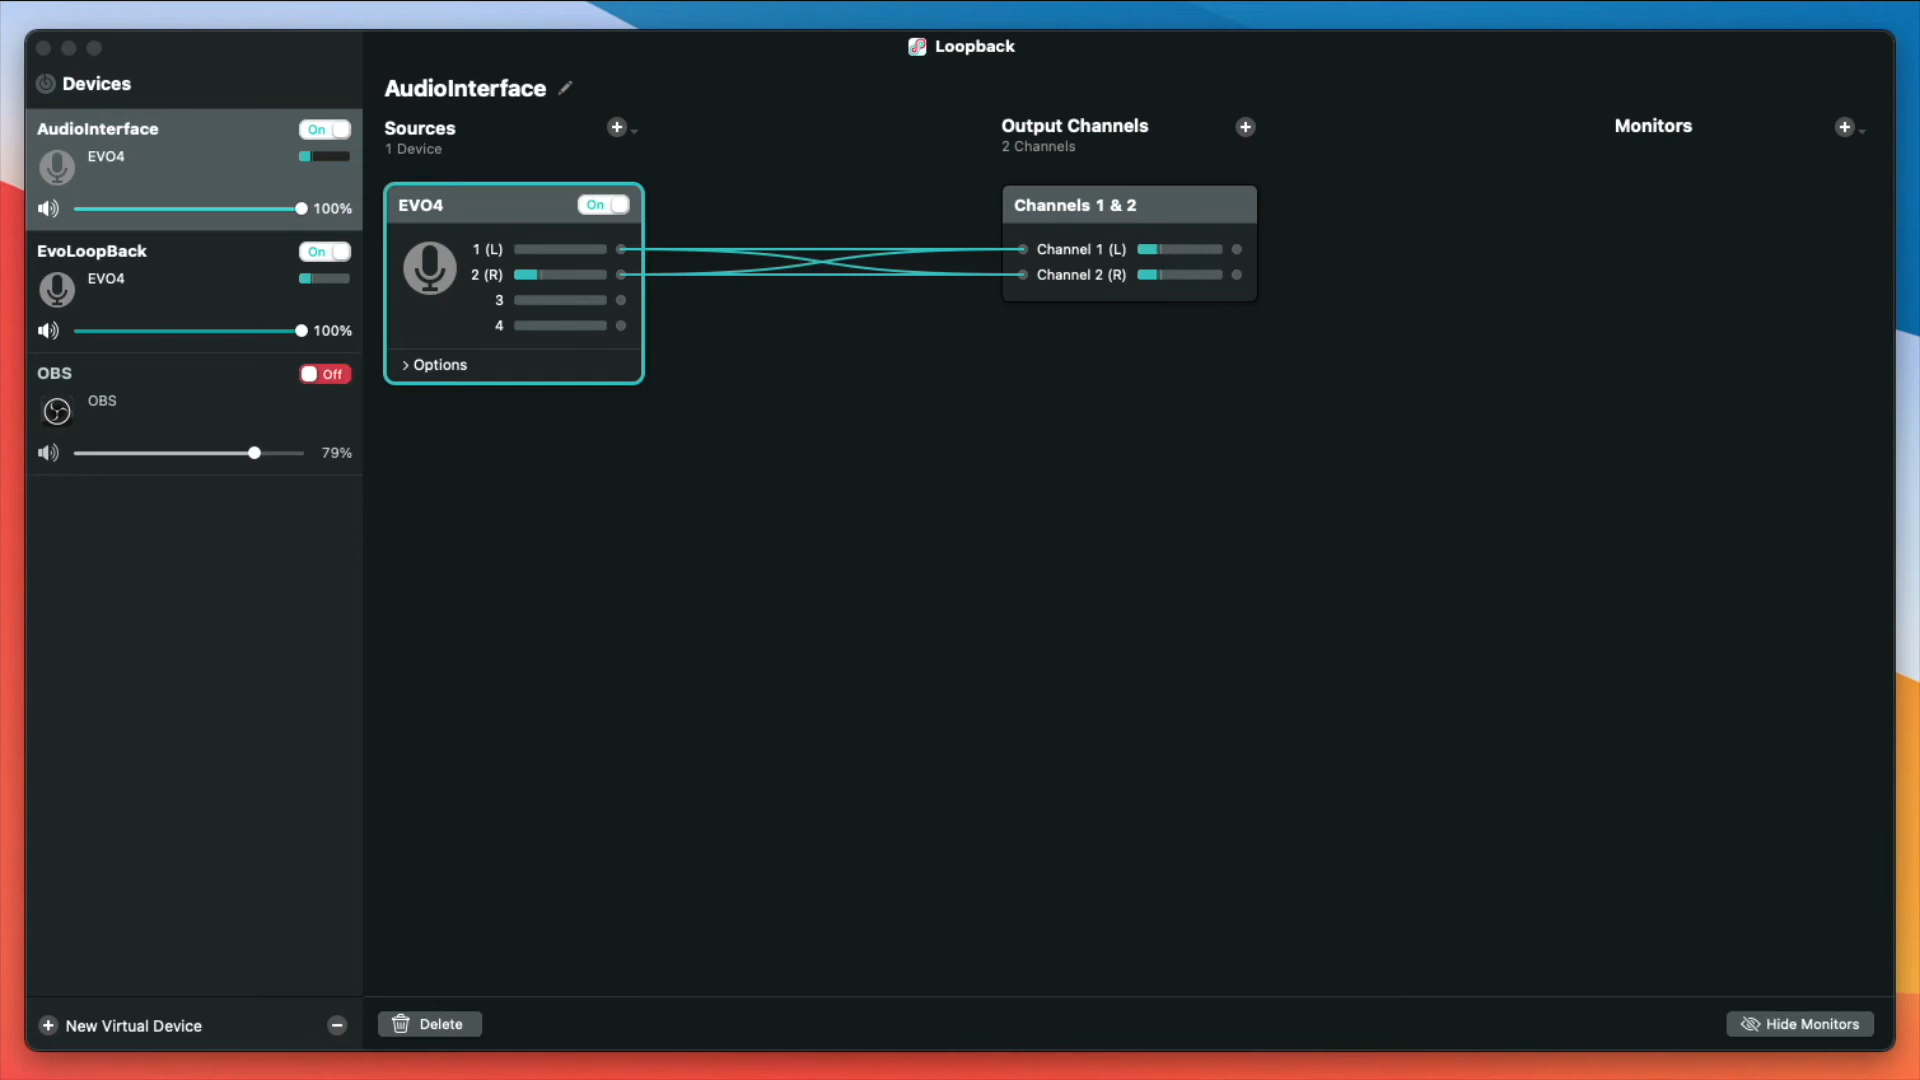 Loopback
Devices
AudioInterface
On
EVO4
100%
EvoLoopBack
On
EVO4
100%
OBS
Off
OBS
79%
New Virtual Device
AudioInterface
Sources
1 Device
EVO4
On
1 (L)
2 (R)
3
4
Options
Output Channels
2 Channels
Channels 1 & 2
Channel 1 (L)
Channel 2 (R)
Monitors
Delete
Hide Monitors